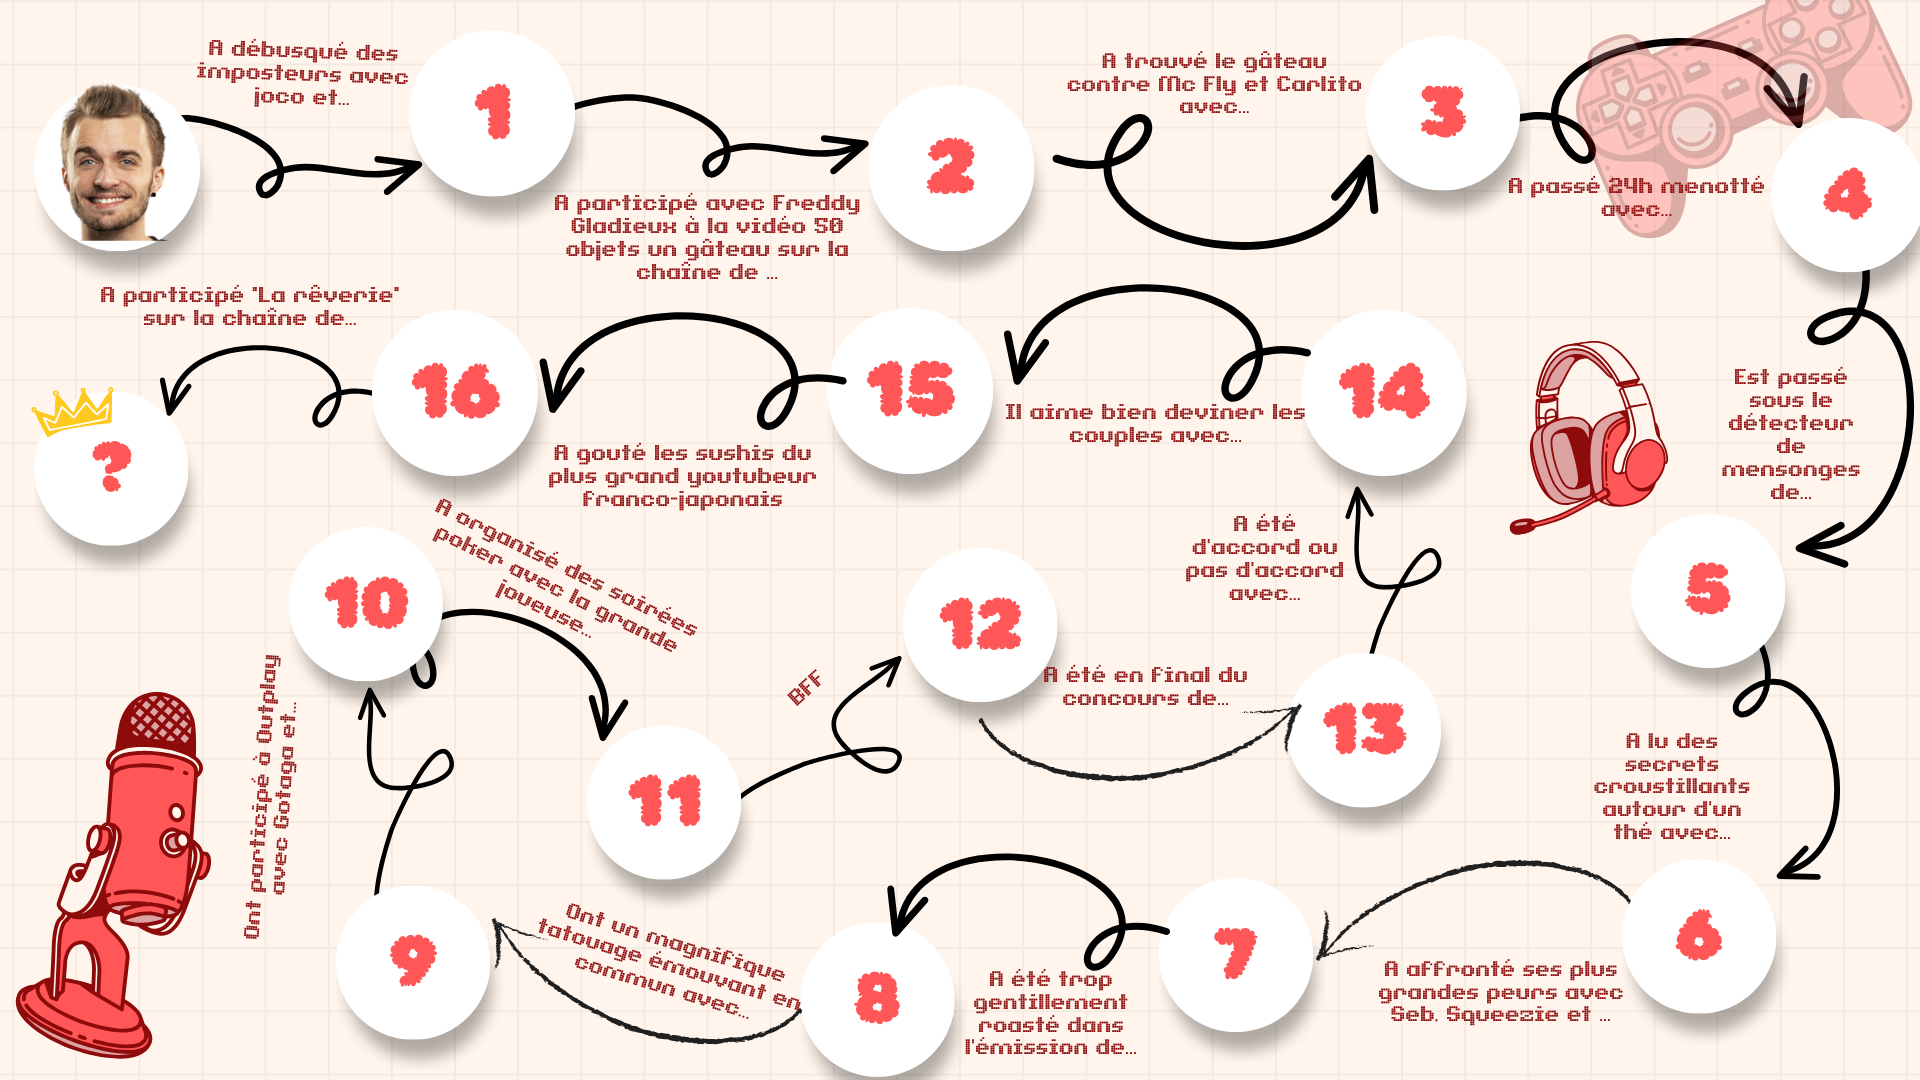 A débusqué des
imposteurs avec
joco et...
1
A participé avec Freddy
Gladieux à la vidéo 50
objets un gâteau sur la
chaîne de ...
2
A trouvé le gâteau
contre Mc Fly et Carlito
avec...
3
A passé 24h menotté
avec...
4
Est passé
sous le
détecteur
de
mensonges
de...
5
A lu des
secrets
croustillants
autour d'un
thé avec...
6
A affronté ses plus
grandes peurs avec
Seb, Squeezie et ...
7
A été trop
gentillement
roasté dans
l'émission de...
8
Ont un magnifique
tatouage émouvant en
commun avec...
9
Ont participé à Outplay
avec Gotaga et...
10
A organisé des soirées
poker avec la grande
joueuse...
11
BFF
12
A été en final du
concours de...
13
A été
d'accord ou
pas d'accord
avec...
14
Il aime bien deviner les
couples avec...
15
A gouté les sushis du
plus grand youtubeur
franco-japonais
16
A participé "La rêverie"
sur la chaîne de...
?